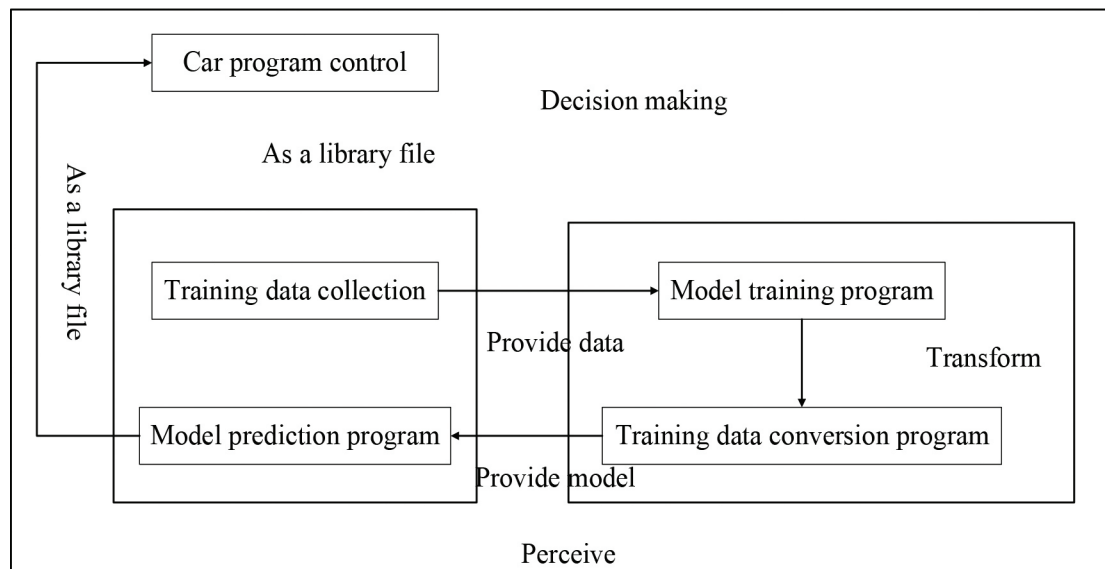 Car program control
Decision making
As a library file
As a library file
Training data collection
Model training program
Provide data
Transform
Model prediction program
Training data conversion program
Provide model
Perceive